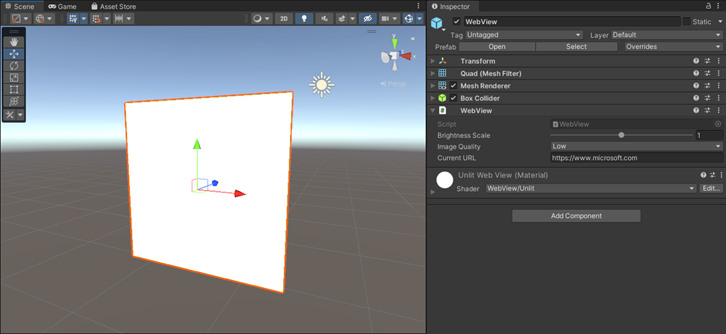 Scene
Game
Asset Store
2D
y
x
Persp
Inspector
WebView
Static
Tag Untagged Layer Default
Prefab Open Select Overrides
Transform
Quad (Mesh Filter)
Mesh Renderer
Box Collider
WebView
Script WebView
Brightness Scale 1
Image Quality Low
Current URL https://www.microsoft.com
Unlit Web View (Material)
Shader WebView/Unlit Edit...
Add Component